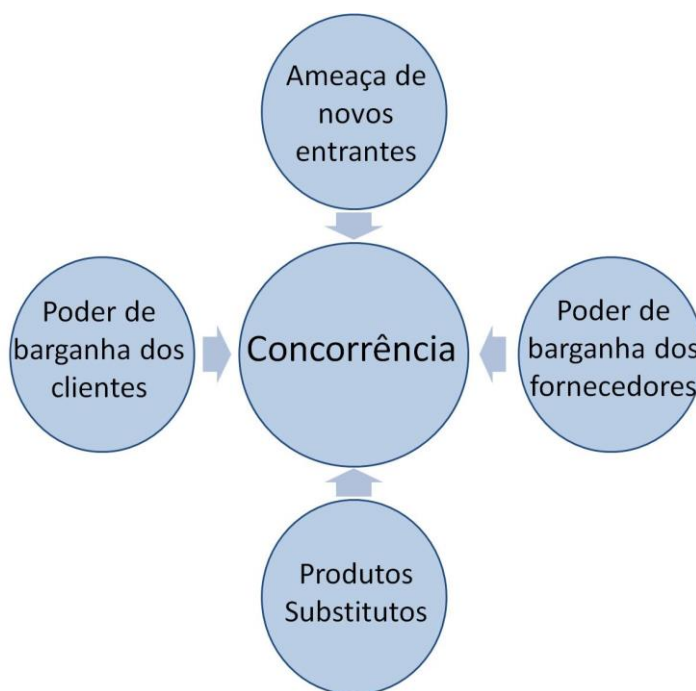 Ameaça de
novos
entrantes
Poder de
barganha dos
clientes
Concorrência
Poder de
barganha dos
fornecedores
Produtos
Substitutos